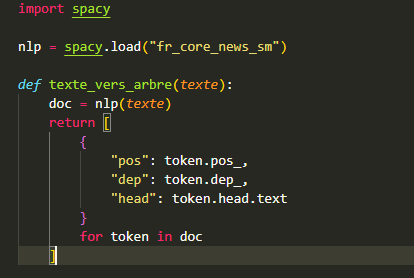 import spacy
nlp = spacy.load("fr_core_news_sm")
def texte_vers_arbre(texte):
doc = nlp(texte)
return [
{
"pos": token.pos_,
"dep": token.dep_,
"head": token.head.text
}
for token in doc
]